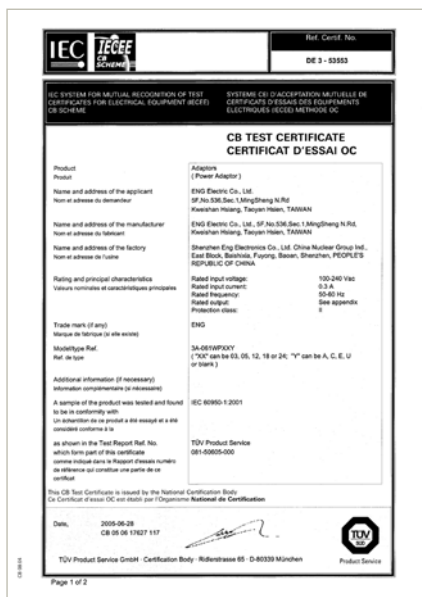 IEC
IECEE
CB
SCHEME
Ref. Certif. No.
DE 3 - 53553
IEC SYSTEM FOR MUTUAL RECOGNITION OF TEST
CERTIFICATES FOR ELECTRICAL EQUIPMENT (IECEE)
CB SCHEME
SYSTEME CEI D'ACCEPTATION MUTUELLE DE
CERTIFICATS D'ESSAIS DES EQUIPEMENTS
ELECTRIQUES (IECEE) METHODE OC
CB TEST CERTIFICATE
CERTIFICAT D'ESSAI OC
Product
Produit
Adaptors
( Power Adaptor )
Name and address of the applicant
Nom et adresse du demandeur
ENG Electric Co., Ltd.
5F,No.536,Sec.1,MingSheng N.Rd
Kweishan Hsiang, Taoyan Hsien, TAIWAN
Name and address of the manufacturer
Nom et adresse du fabricant
ENG Electric Co., Ltd., 5F,No.536,Sec.1,MingSheng N.Rd,
Kweishan Hsiang, Taoyan Hsien, TAIWAN
Name and address of the factory
Nom et adresse de l'usine
Shenzhen Eng Electronics Co., Ltd. China Nuclear Group Ind.,
East Block, Baishixia, Fuyong, Baoan, Shenzhen, PEOPLE'S
REPUBLIC OF CHINA
Rating and principal characteristics
Valeurs nominales et caractéristiques principales
Rated input voltage: 100-240 Vac
Rated input current: 0.3 A
Rated frequency: 50-60 Hz
Rated output: See appendix
Protection class: II
Trade mark (if any)
Marque de fabrique (si elle existe)
ENG
Model/type Ref.
Ref. de type
3A-061WPXXY
( "XX" can be 03, 05, 12, 18 or 24; "Y" can be A, C, E, U
or blank )
Additional information (if necessary)
Information complémentaire (si nécessaire)
A sample of the product was tested and found
to be in conformity with
Un échantillon de ce produit a été essayé et a été
considéré conforme à la
IEC 60950-1:2001
as shown in the Test Report Ref. No.
which form part of this certificate
comme indiqué dans le Rapport d'essais numéro
de référence qui constitue une partie de ce
certificat
TÜV Product Service
081-50605-000
This CB Test Certificate is issued by the National Certification Body
Ce Certificat d'essai OC est établi par l'Organisme National de Certification
Date, 2005-06-28
CB 05 06 17627 117
TÜV
SÜD
Product Service
TÜV Product Service GmbH · Certification Body · Ridlerstrasse 65 · D-80339 München
Page 1 of 2